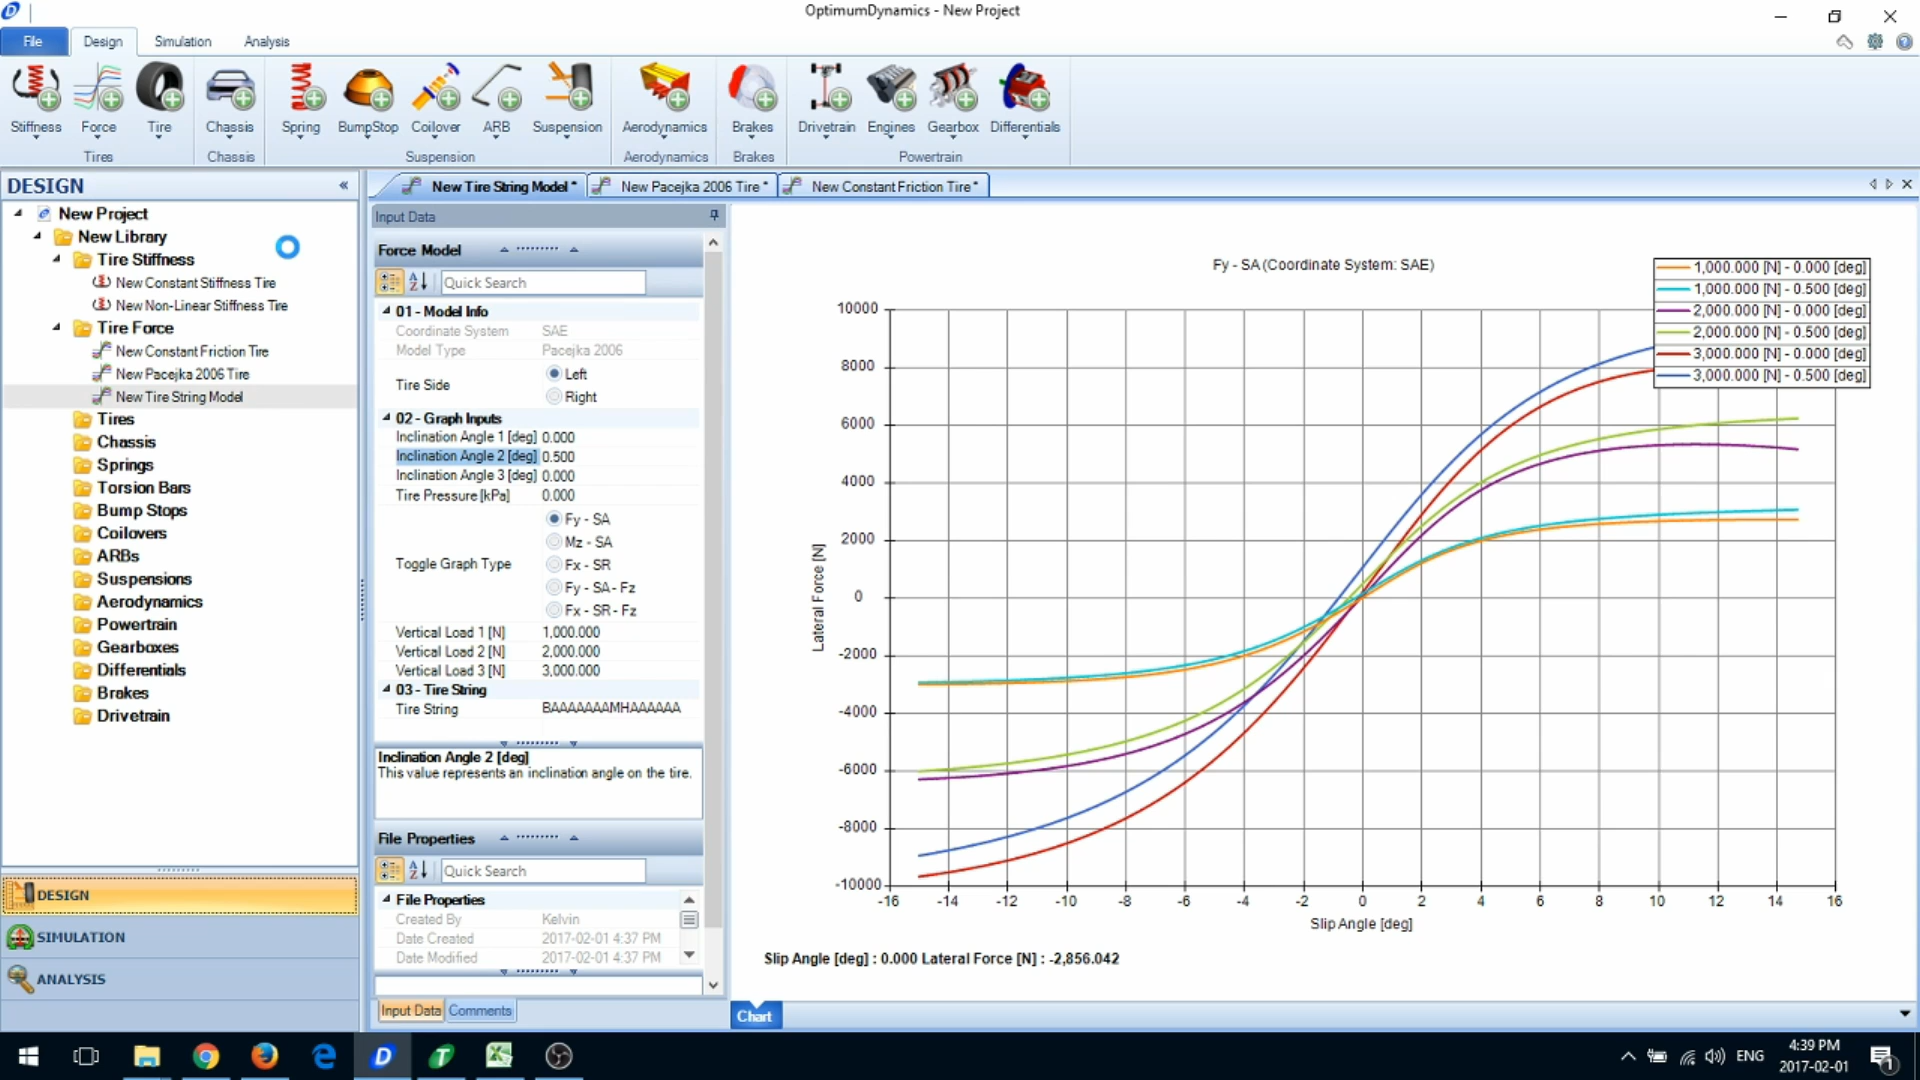 OptimumDynamics - New Project
File Design Simulation Analysis
Stiffness Force Tire Chassis Spring BumpStop Coilover ARB Suspension Aerodynamics Brakes Drivetrain Engines Gearbox Differentials
Tires Chassis Suspension Aerodynamics Brakes Powertrain
DESIGN
New Project
New Library
Tire Stiffness
New Constant Stiffness Tire
New Non-Linear Stiffness Tire
Tire Force
New Constant Friction Tire
New Pacejka 2006 Tire
New Tire String Model
Tires
Chassis
Springs
Torsion Bars
Bump Stops
Coilovers
ARBs
Suspensions
Aerodynamics
Powertrain
Gearboxes
Differentials
Brakes
Drivetrain
DESIGN
SIMULATION
ANALYSIS
New Tire String Model * New Pacejka 2006 Tire * New Constant Friction Tire *
Input Data
Force Model
Quick Search
01 - Model Info
Coordinate System SAE
Model Type Pacejka 2006
Tire Side Left
Right
02 - Graph Inputs
Inclination Angle 1 [deg] 0.000
Inclination Angle 2 [deg] 0.500
Inclination Angle 3 [deg] 0.000
Tire Pressure [kPa] 0.000
Toggle Graph Type
Fy - SA
Mz - SA
Fx - SR
Fy - SA - Fz
Fx - SR - Fz
Vertical Load 1 [N] 1,000.000
Vertical Load 2 [N] 2,000.000
Vertical Load 3 [N] 3,000.000
03 - Tire String
Tire String BAAAAAAAMHAAAAAA
Inclination Angle 2 [deg]
This value represents an inclination angle on the tire.
File Properties
Quick Search
File Properties
Created By Kelvin
Date Created 2017-02-01 4:37 PM
Date Modified 2017-02-01 4:37 PM
Input Data Comments
Fy - SA (Coordinate System: SAE)
1,000.000 [N] - 0.000 [deg]
1,000.000 [N] - 0.500 [deg]
2,000.000 [N] - 0.000 [deg]
2,000.000 [N] - 0.500 [deg]
3,000.000 [N] - 0.000 [deg]
3,000.000 [N] - 0.500 [deg]
Lateral Force [N]
10000
8000
6000
4000
2000
0
-2000
-4000
-6000
-8000
-10000
-16 -14 -12 -10 -8 -6 -4 -2 0 2 4 6 8 10 12 14 16
Slip Angle [deg]
Slip Angle [deg] : 0.000 Lateral Force [N] : -2,856.042
Chart
ENG
4:39 PM
2017-02-01
1